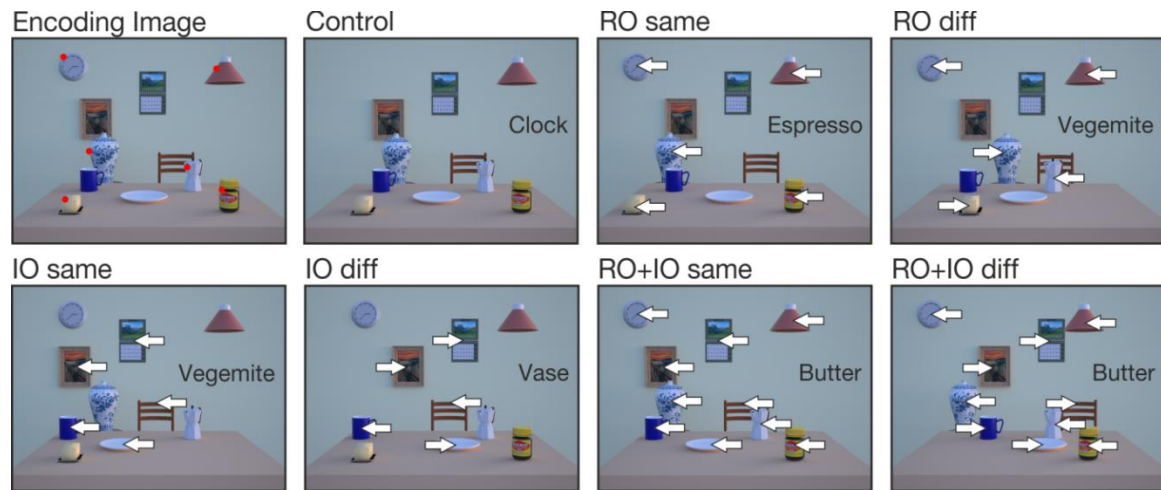 Encoding Image
Control
RO same
RO diff
Clock
Espresso
Vegemite
IO same
IO diff
RO+IO same
RO+IO diff
Vegemite
Vase
Butter
Butter